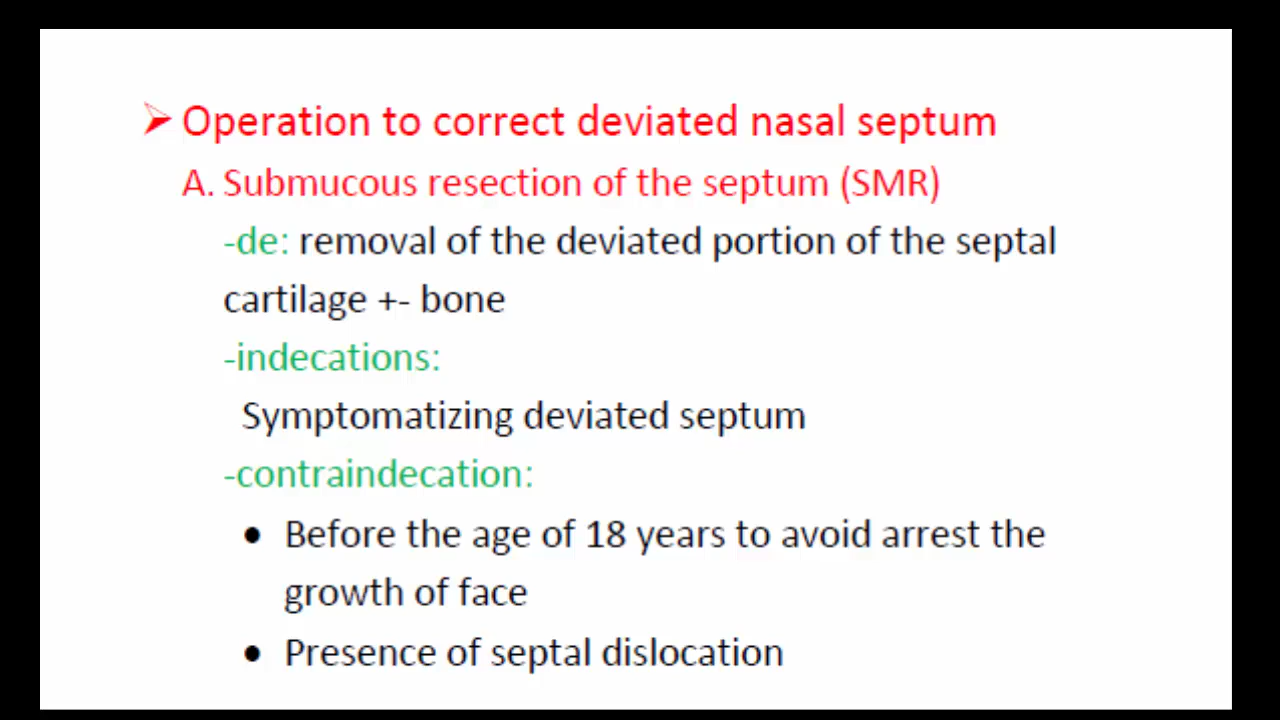 ➢ Operation to correct deviated nasal septum
A. Submucous resection of the septum (SMR)
-de: removal of the deviated portion of the septal
cartilage +- bone
-indecations:
Symptomatizing deviated septum
-contraindecation:
• Before the age of 18 years to avoid arrest the
growth of face
• Presence of septal dislocation